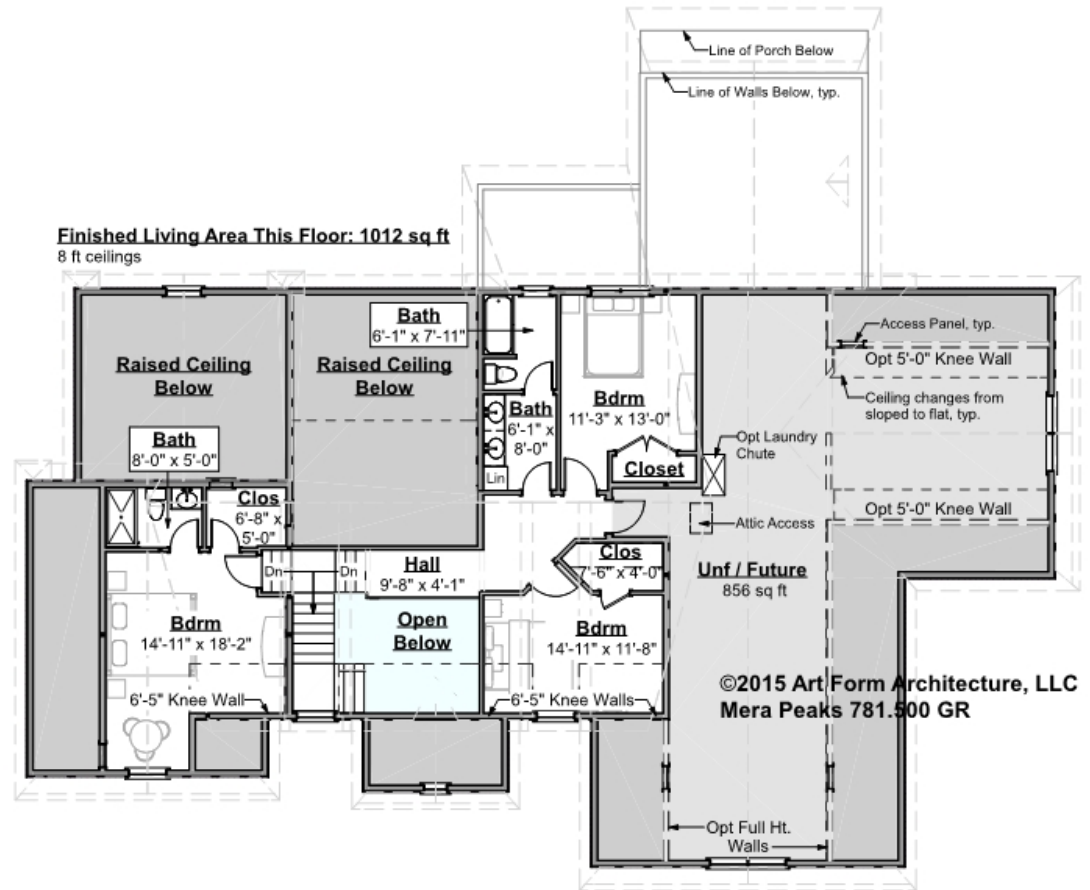 Line of Porch Below
Line of Walls Below, typ.
Finished Living Area This Floor: 1012 sq ft
8 ft ceilings
Bath
6'-1" x 7'-11"
Access Panel, typ.
Opt 5'-0" Knee Wall
Raised Ceiling
Below
Raised Ceiling
Below
Bdrm
11'-3" x 13'-0"
Ceiling changes from
sloped to flat, typ.
Bath
6'-1" x
8'-0"
Bath
8'-0" x 5'-0"
Opt Laundry
Chute
Closet
Lin
Clos
6'-8" x
5'-0"
Opt 5'-0" Knee Wall
Attic Access
Dn
Dn
Hall
9'-8" x 4'-1"
Clos
7'-6" x 4'-0"
Unf / Future
856 sq ft
Bdrm
14'-11" x 18'-2"
Open
Below
Bdrm
14'-11" x 11'-8"
6'-5" Knee Wall
6'-5" Knee Walls
©2015 Art Form Architecture, LLC
Mera Peaks 781.500 GR
Opt Full Ht.
Walls